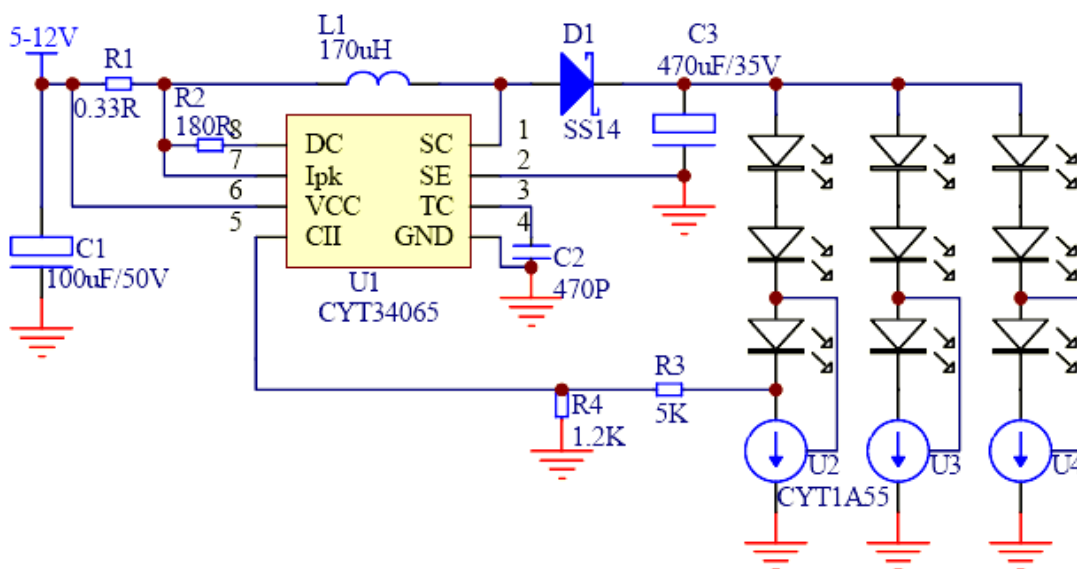 5-12V
R1
0.33R
R2
180R
L1
170uH
D1
SS14
C3
470uF/35V
8
7
6
5
DC
Ipk
VCC
CII
SC
SE
TC
GND
1
2
3
4
U1
CYT34065
C1
100uF/50V
C2
470P
R3
5K
R4
1.2K
U2
CYT1A55
U3
U4